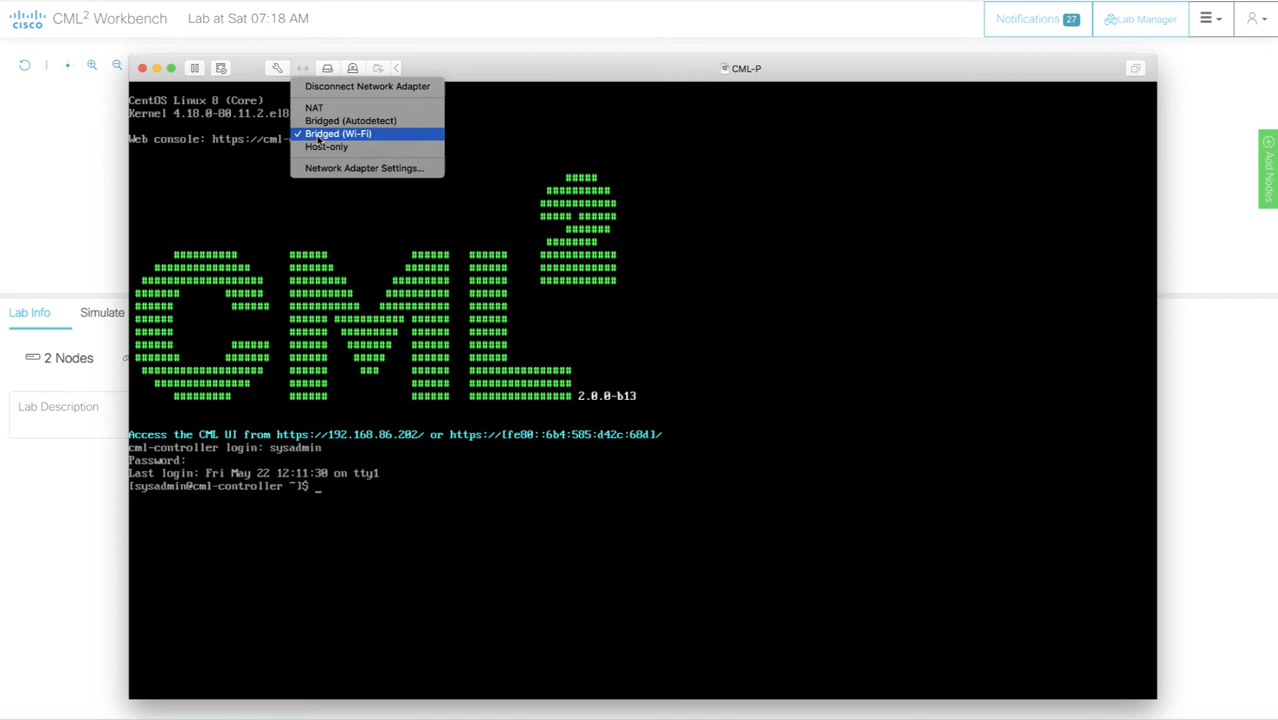 CISCO
CML² Workbench
Lab at Sat 07:18 AM
Notifications 27
Lab Manager
CML-P
Disconnect Network Adapter
NAT
Bridged (Autodetect)
✓ Bridged (Wi-Fi)
Host-only
Network Adapter Settings...
CentOS Linux 8 (Core)
Kernel 4.18.0-80.11.2.el8
Web console: https://cml-
Add Nodes
CML2
2.0.0-b13
Lab Info
Simulate
2 Nodes
Lab Description
Access the CML UI from https://192.168.86.202/ or https://[fe80::6b4:585:d42c:68d]/
cml-controller login: sysadmin
Password:
Last login: Fri May 22 12:11:30 on tty1
[sysadmin@cml-controller ~]$ _